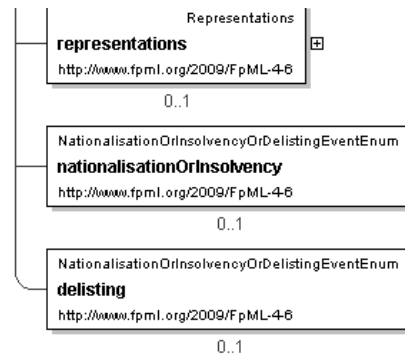 Representations
representations
http://www.fpml.org/2009/FpML-4-6
0..1
NationalisationOrInsolvencyOrDelistingEventEnum
nationalisationOrInsolvency
http://www.fpml.org/2009/FpML-4-6
0..1
NationalisationOrInsolvencyOrDelistingEventEnum
delisting
http://www.fpml.org/2009/FpML-4-6
0..1